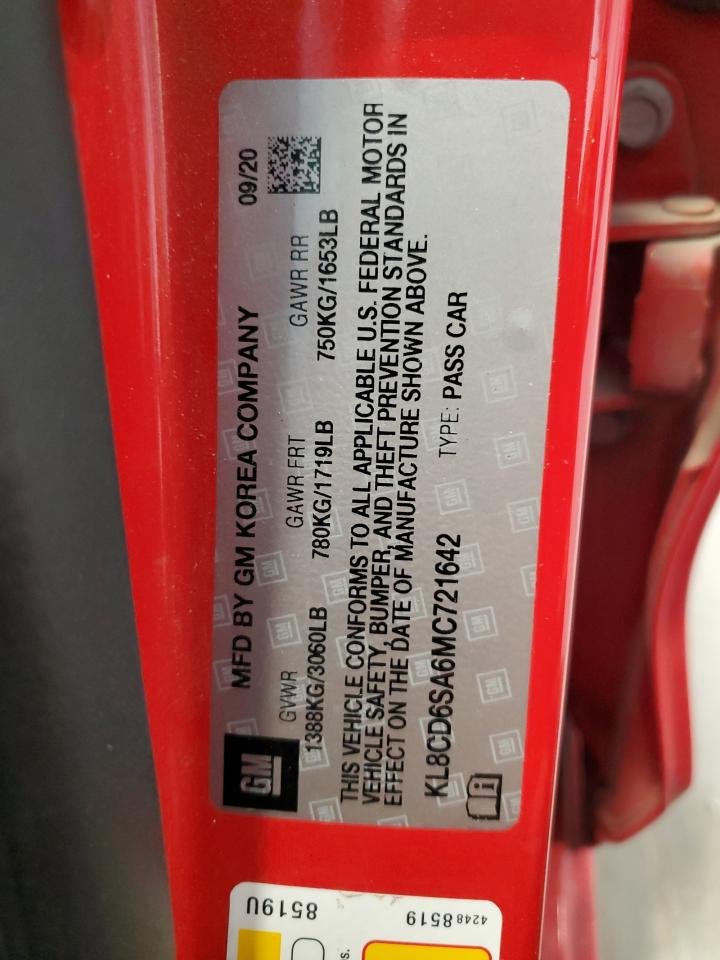 GM
MFD BY GM KOREA COMPANY 09/20
GVWR GAWR FRT GAWR RR
1388KG/3060LB 780KG/1719LB 750KG/1653LB
THIS VEHICLE CONFORMS TO ALL APPLICABLE U.S. FEDERAL MOTOR
VEHICLE SAFETY, BUMPER, AND THEFT PREVENTION STANDARDS IN
EFFECT ON THE DATE OF MANUFACTURE SHOWN ABOVE.
KL8CD6SA6MC721642 TYPE: PASS CAR
8519U
4248 8519
s.